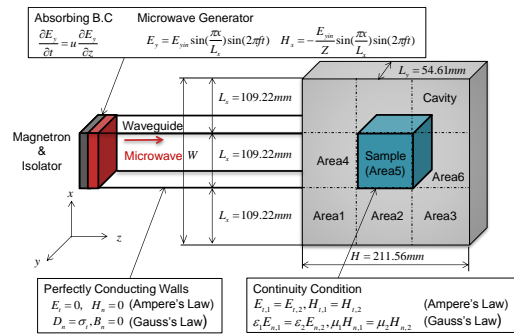 Absorbing B.C
∂E_y/∂t = u ∂E_y/∂z
Microwave Generator
E_y = E_yin sin(πx/L_x) sin(2πft)  H_x = −E_yin/Z sin(πx/L_x) sin(2πft)
L_y = 54.61mm
Cavity
L_x = 109.22mm
Magnetron
&
Isolator
Waveguide
Microwave
W
L_x = 109.22mm
Area4
Sample
(Area5)
Area6
L_x = 109.22mm
Area1
Area2
Area3
x
y
z
H = 211.56mm
Perfectly Conducting Walls
E_t = 0, H_n = 0 (Ampere's Law)
D_n = σ_t, B_n = 0 (Gauss's Law)
Continuity Condition
E_t,1 = E_t,2, H_t,1 = H_t,2 (Ampere's Law)
ε_1E_n,1 = ε_2E_n,2, μ_1H_n,1 = μ_2H_n,2 (Gauss's Law)